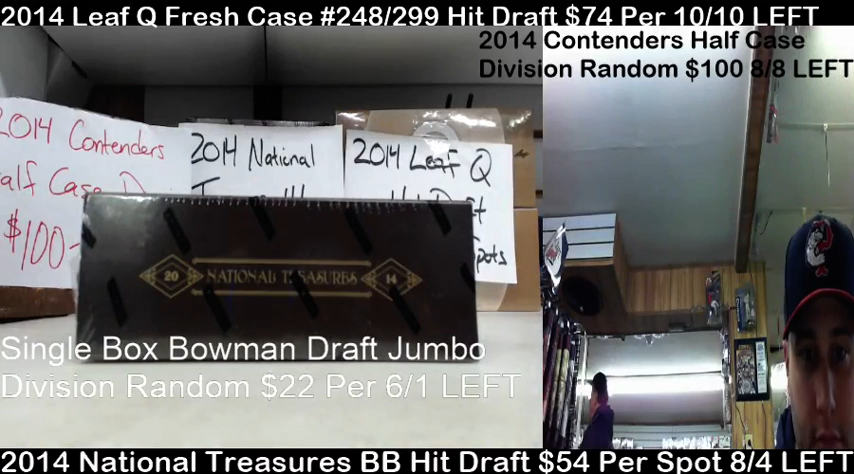 2014 Leaf Q Fresh Case #248/299 Hit Draft $74 Per 10/10 LEFT
2014 Contenders Half Case
Division Random $100 8/8 LEFT
2014 Contenders
Half Case
$100-
2014 National
2014 Leaf Q
Spots
20 NATIONAL TREASURES 14
Single Box Bowman Draft Jumbo
Division Random $22 Per 6/1 LEFT
2014 National Treasures BB Hit Draft $54 Per Spot 8/4 LEFT